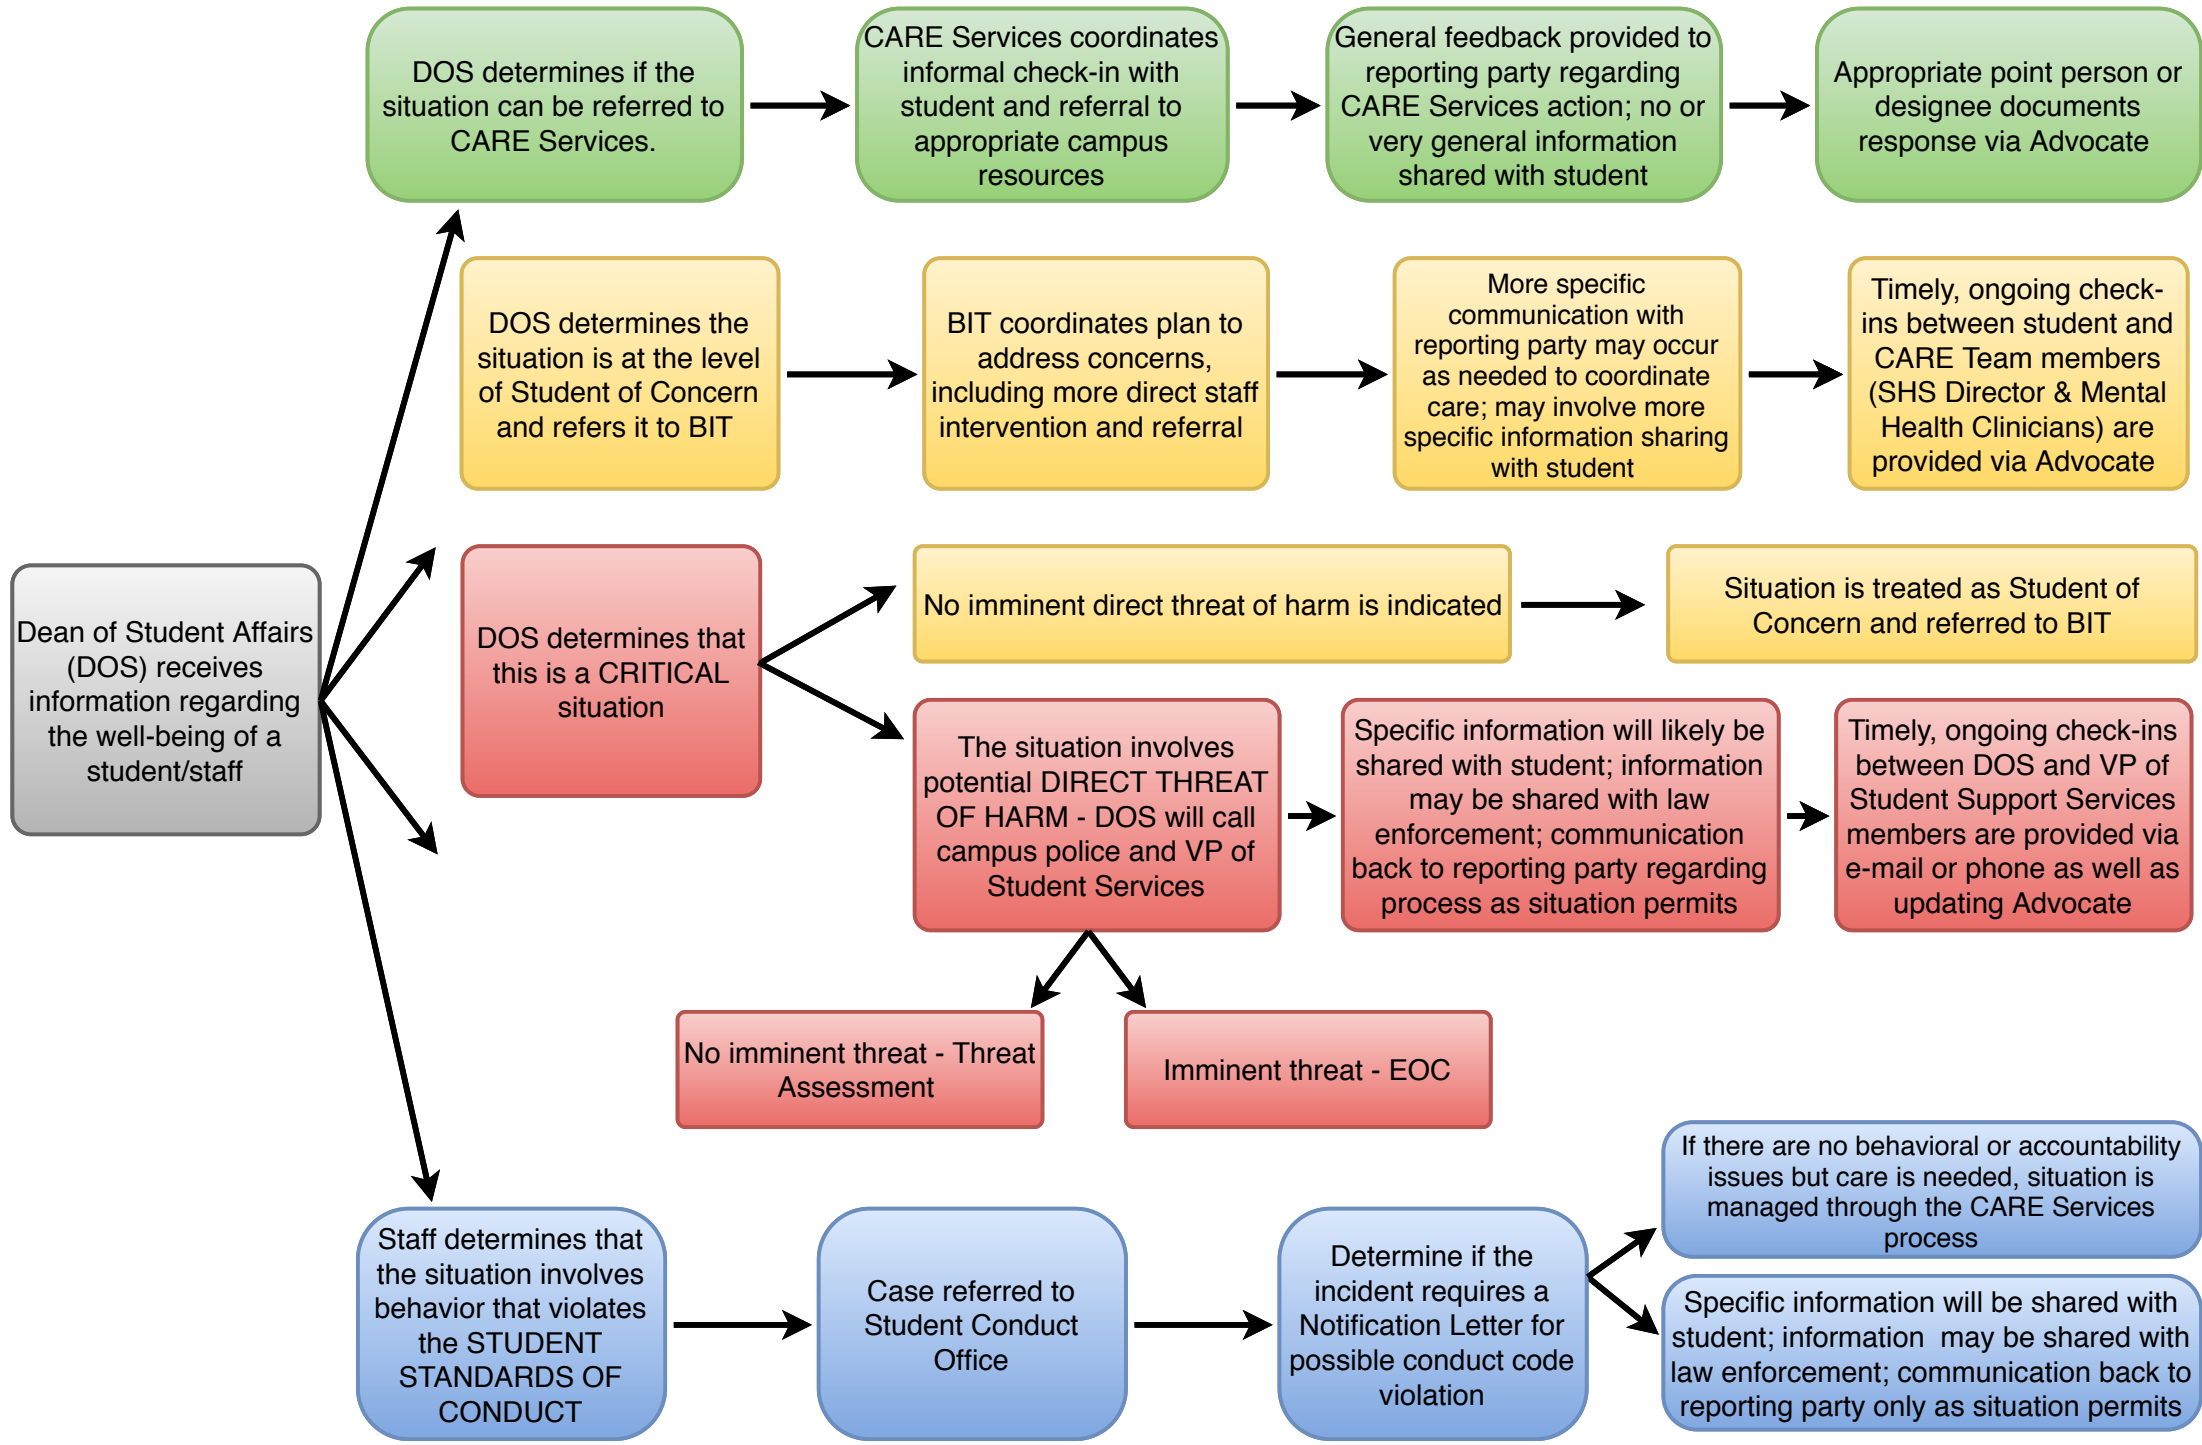 DOS determines if the
situation can be referred to
CARE Services.
CARE Services coordinates
informal check-in with
student and referral to
appropriate campus
resources
General feedback provided to
reporting party regarding
CARE Services action; no or
very general information
shared with student
Appropriate point person or
designee documents
response via Advocate
DOS determines the
situation is at the level
of Student of Concern
and refers it to BIT
BIT coordinates plan to
address concerns,
including more direct staff
intervention and referral
More specific
communication with
reporting party may occur
as needed to coordinate
care; may involve more
specific information sharing
with student
Timely, ongoing check-
ins between student and
CARE Team members
(SHS Director & Mental
Health Clinicians) are
provided via Advocate
Dean of Student Affairs
(DOS) receives
information regarding
the well-being of a
student/staff
DOS determines that
this is a CRITICAL
situation
No imminent direct threat of harm is indicated
Situation is treated as Student of
Concern and referred to BIT
The situation involves
potential DIRECT THREAT
OF HARM - DOS will call
campus police and VP of
Student Services
Specific information will likely be
shared with student; information
may be shared with law
enforcement; communication
back to reporting party regarding
process as situation permits
Timely, ongoing check-ins
between DOS and VP of
Student Support Services
members are provided via
e-mail or phone as well as
updating Advocate
No imminent threat - Threat
Assessment
Imminent threat - EOC
Staff determines that
the situation involves
behavior that violates
the STUDENT
STANDARDS OF
CONDUCT
Case referred to
Student Conduct
Office
Determine if the
incident requires a
Notification Letter for
possible conduct code
violation
If there are no behavioral or accountability
issues but care is needed, situation is
managed through the CARE Services
process
Specific information will be shared with
student; information may be shared with
law enforcement; communication back to
reporting party only as situation permits